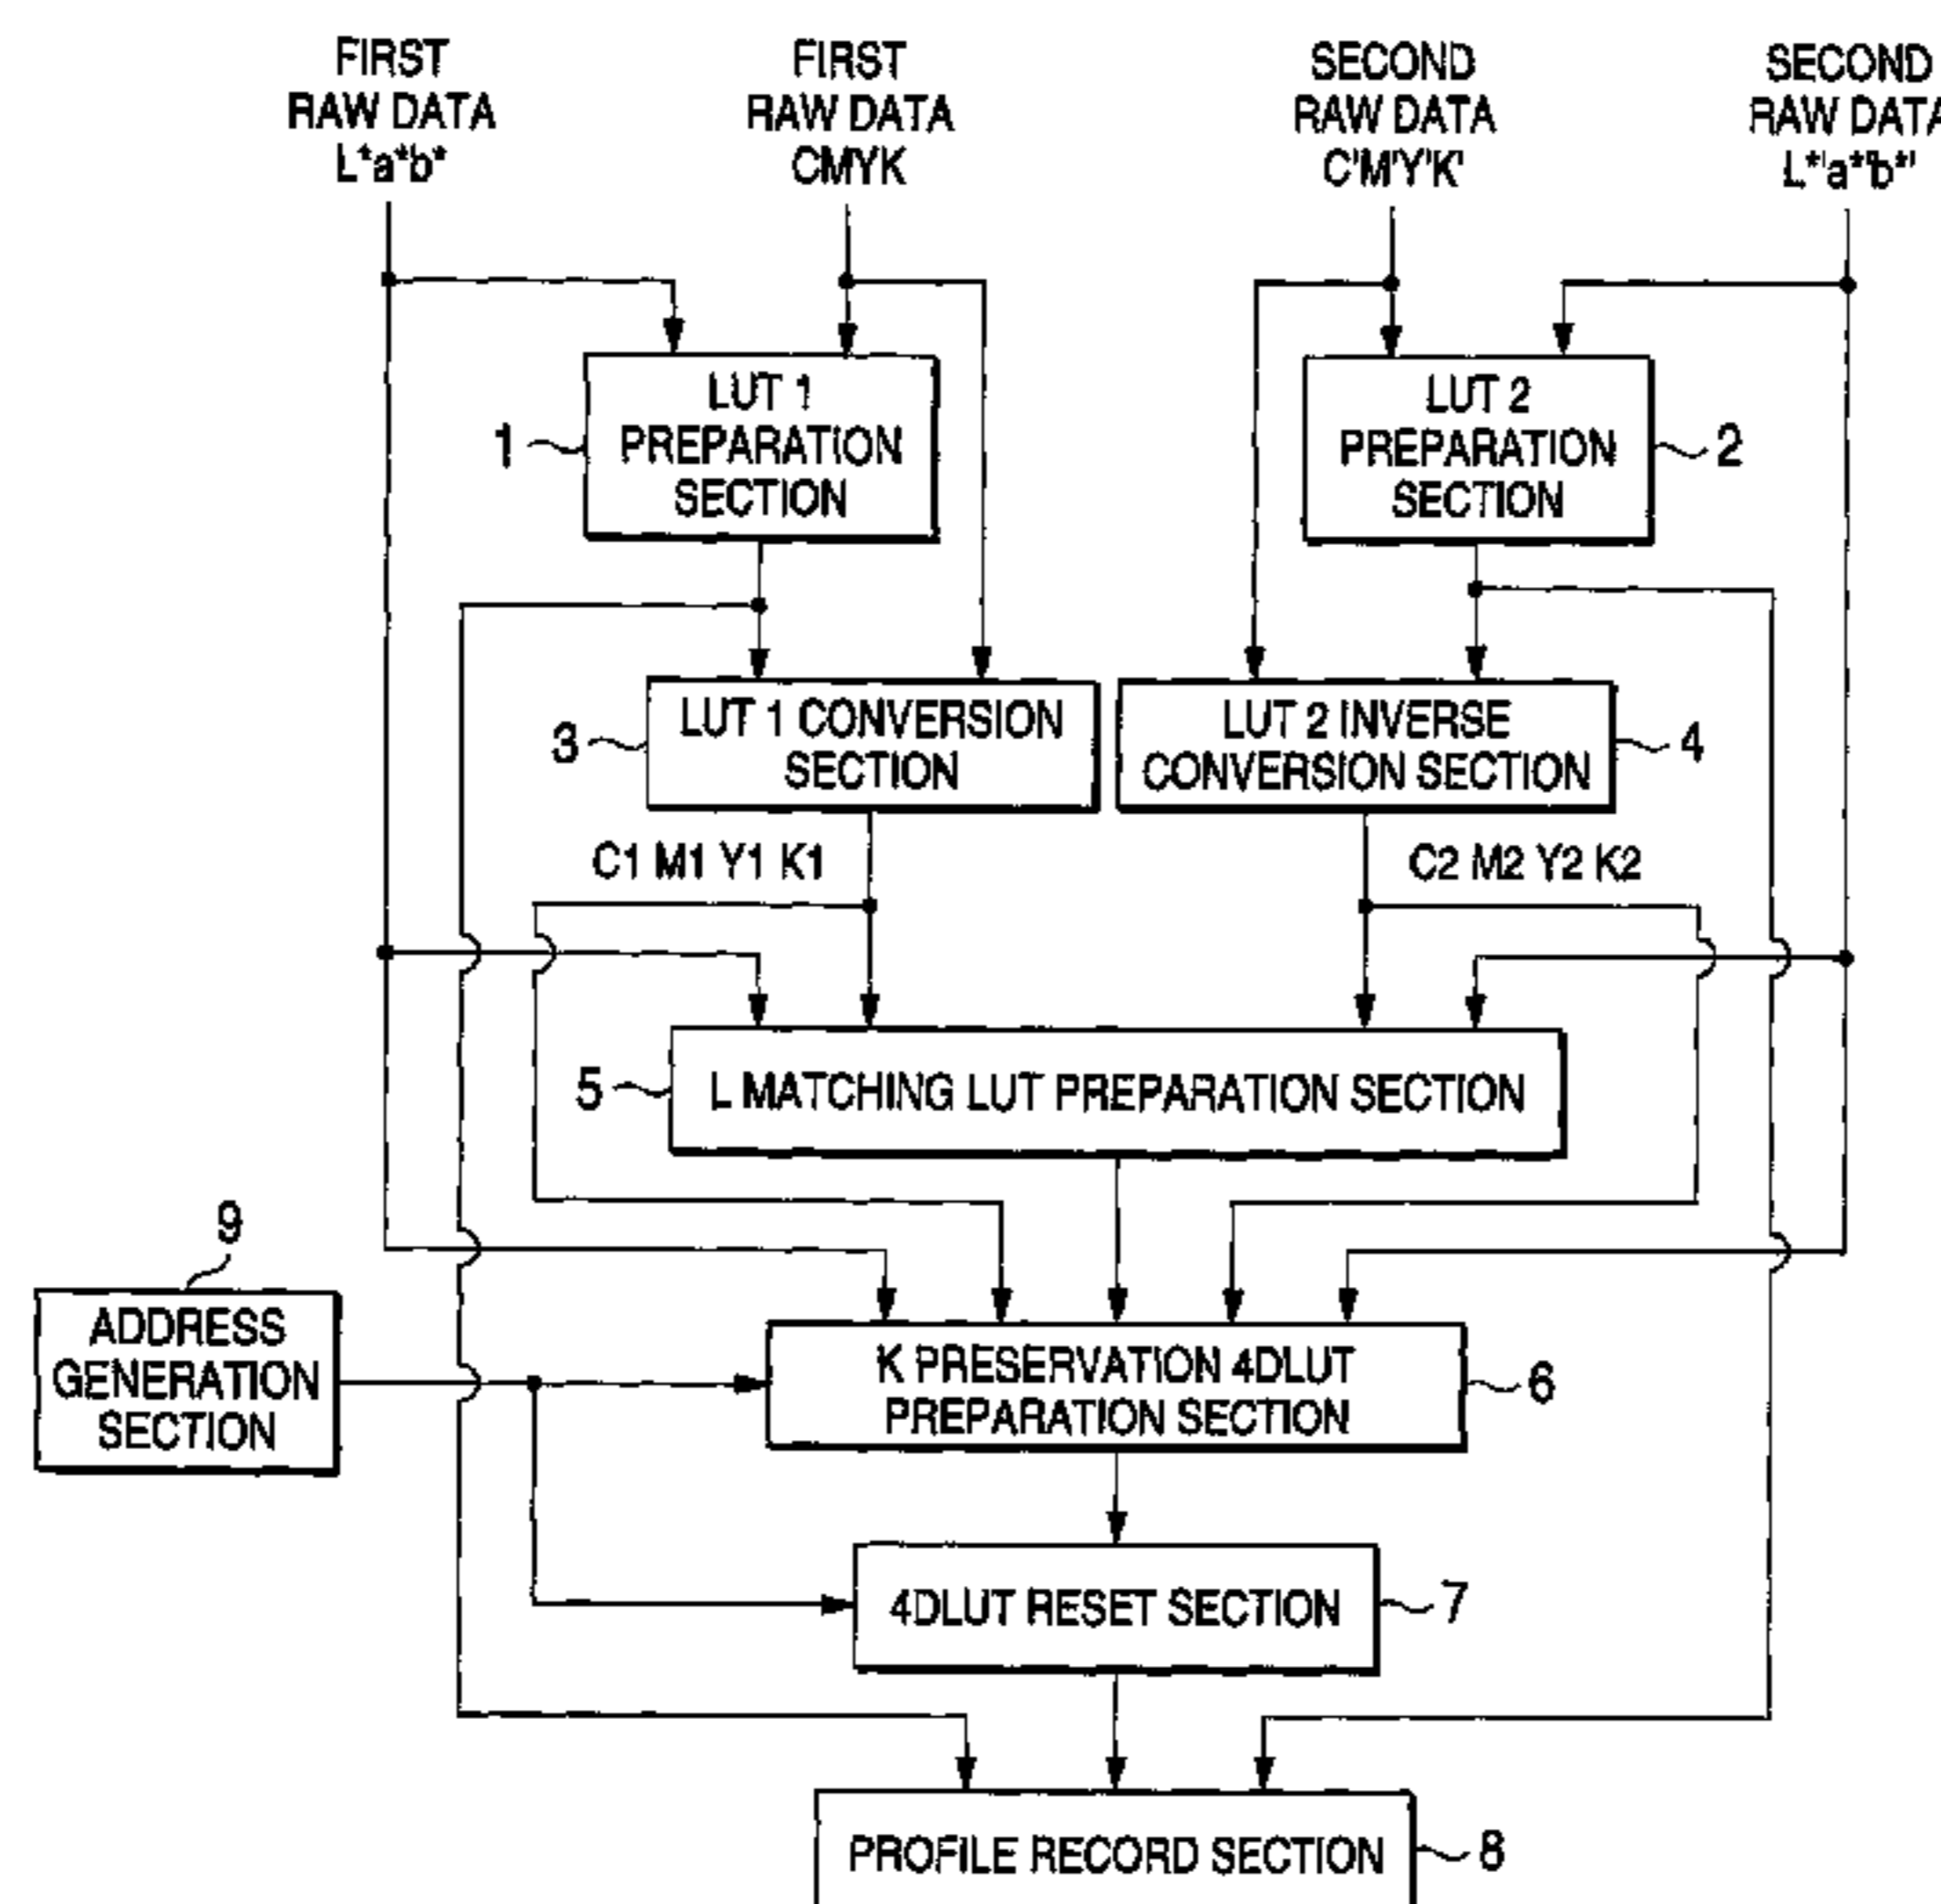 FIRST
RAW DATA
L*a*b*
FIRST
RAW DATA
CMYK
SECOND
RAW DATA
C'M'Y'K'
SECOND
RAW DATA
L*'a*'b*'
LUT 1
PREPARATION
SECTION
1
LUT 2
PREPARATION
SECTION
2
3
LUT 1 CONVERSION
SECTION
LUT 2 INVERSE
CONVERSION SECTION
4
C1 M1 Y1 K1
C2 M2 Y2 K2
5
L MATCHING LUT PREPARATION SECTION
9
ADDRESS
GENERATION
SECTION
K PRESERVATION 4DLUT
PREPARATION SECTION
6
4DLUT RESET SECTION
7
PROFILE RECORD SECTION
8